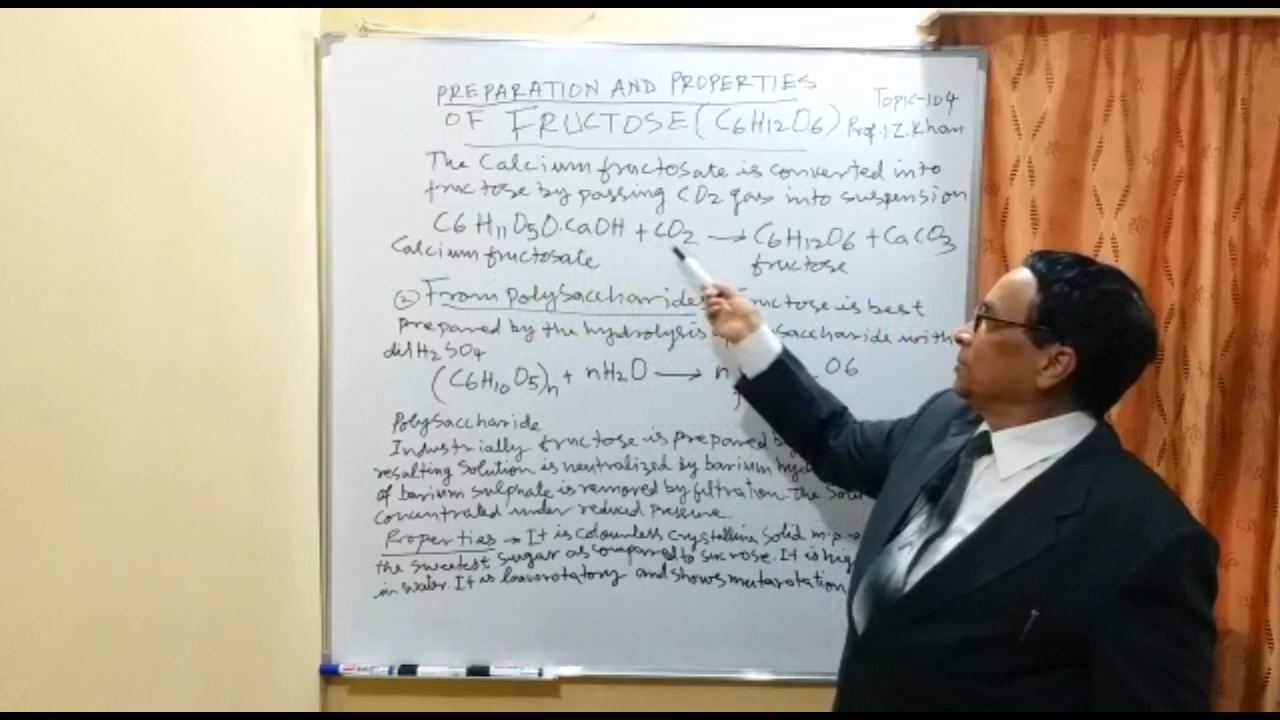 PREPARATION AND PROPERTIES
OF FRUCTOSE (C6H12O6)
Topic-104
Prof. I.Z. Khan
The Calcium fructosate is converted into
fructose by passing CO2 gas into suspension
C6H11O5O.CaOH + CO2 → C6H12O6 + CaCO3
Calcium fructosate fructose
② From Polysaccharide fructose is best
prepared by the hydrolysis saccharide with
dil H2SO4
(C6H10O5)n + nH2O → n O6
Polysaccharide
Industrially fructose is prepared
resulting solution is neutralized by barium
of barium sulphate is removed by filtration. The
concentrated under reduced pressure
Properties → It is colourless crystalline solid m.p.
the sweetest sugar as compared to sucrose. It is
in water. It is laevorotatory and shows mutarotation